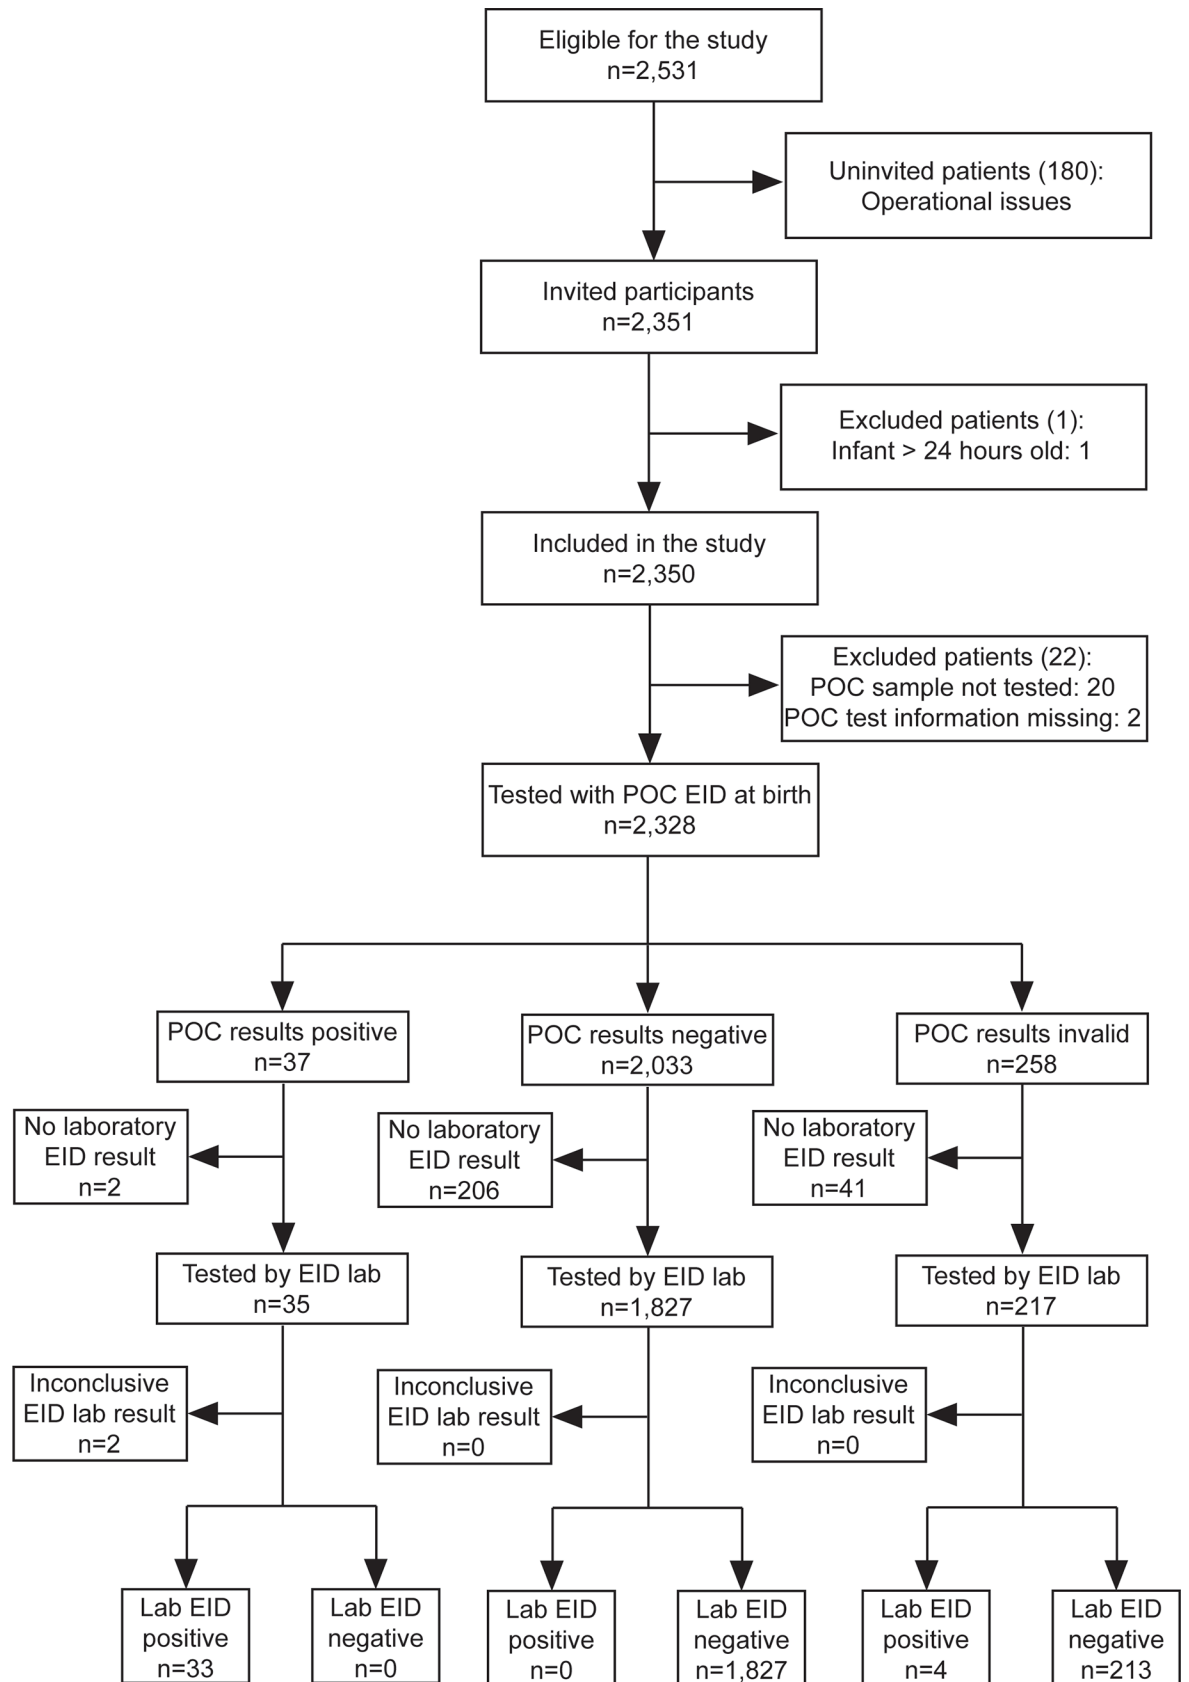 Eligible for the study
n=2,531
Uninvited patients (180):
Operational issues
Invited participants
n=2,351
Excluded patients (1):
Infant > 24 hours old: 1
Included in the study
n=2,350
Excluded patients (22):
POC sample not tested: 20
POC test information missing: 2
Tested with POC EID at birth
n=2,328
POC results positive
n=37
POC results negative
n=2,033
POC results invalid
n=258
No laboratory
EID result
n=2
No laboratory
EID result
n=206
No laboratory
EID result
n=41
Tested by EID lab
n=35
Tested by EID lab
n=1,827
Tested by EID lab
n=217
Inconclusive
EID lab result
n=2
Inconclusive
EID lab result
n=0
Inconclusive
EID lab result
n=0
Lab EID
positive
n=33
Lab EID
negative
n=0
Lab EID
positive
n=0
Lab EID
negative
n=1,827
Lab EID
positive
n=4
Lab EID
negative
n=213